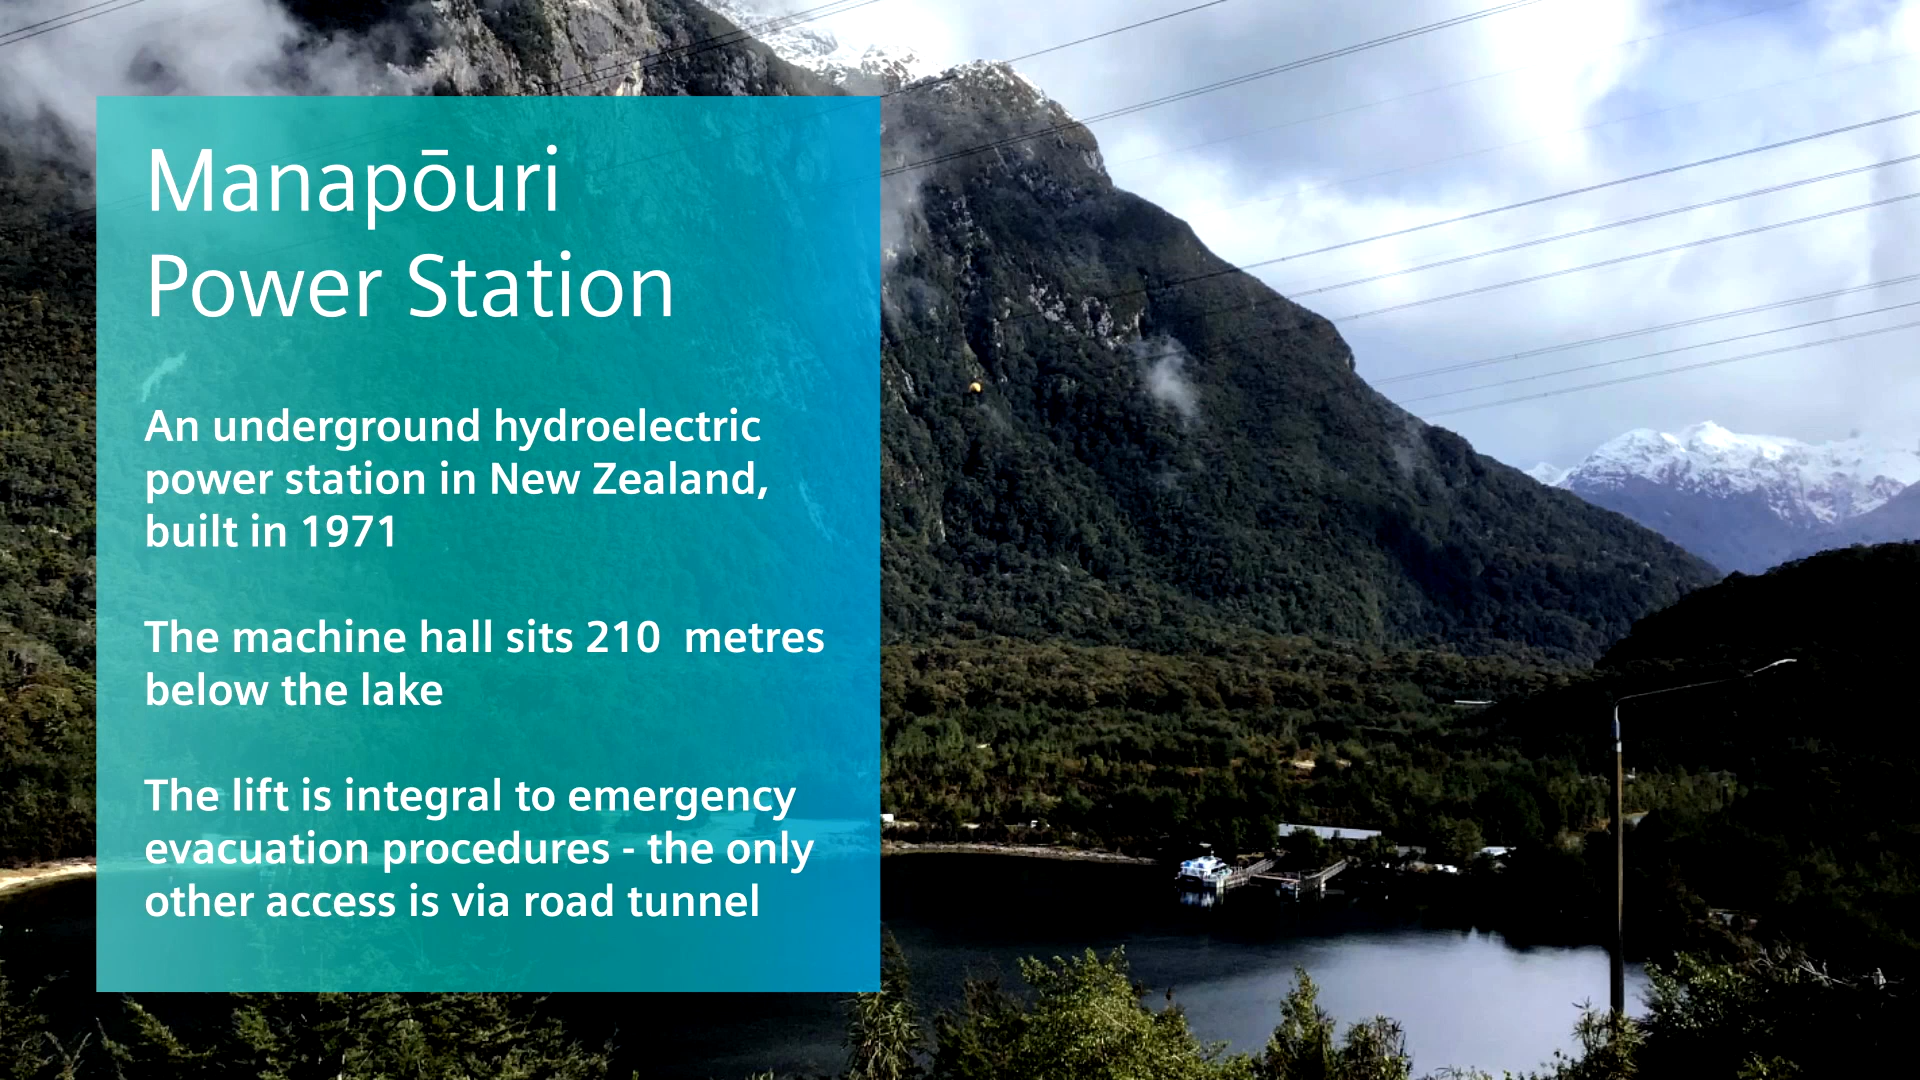 Manapōuri
Power Station
An underground hydroelectric
power station in New Zealand,
built in 1971
The machine hall sits 210  metres
below the lake
The lift is integral to emergency
evacuation procedures - the only
other access is via road tunnel